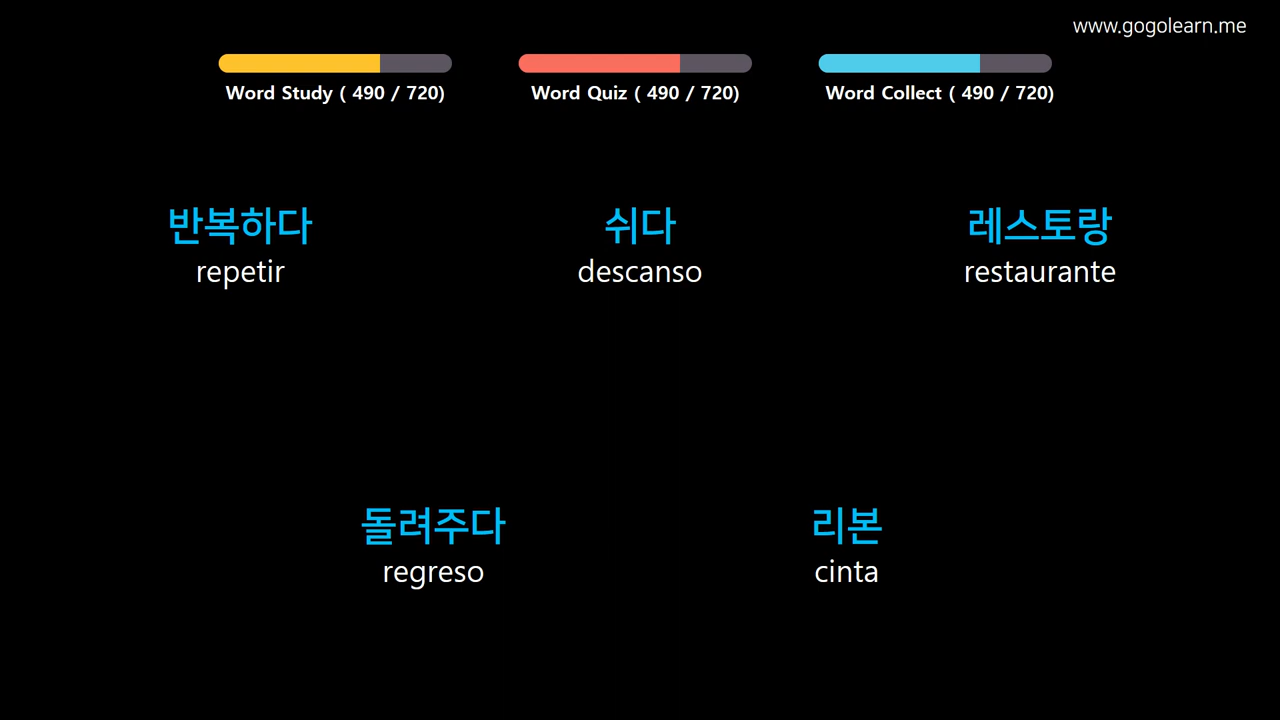 www.gogolearn.me
Word Study ( 490 / 720)
Word Quiz ( 490 / 720)
Word Collect ( 490 / 720)
반복하다
repetir
쉬다
descanso
레스토랑
restaurante
돌려주다
regreso
리본
cinta